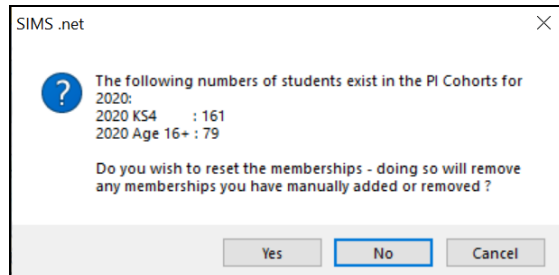 SIMS .net
The following numbers of students exist in the PI Cohorts for
2020:
2020 KS4 : 161
2020 Age 16+ : 79
Do you wish to reset the memberships - doing so will remove
any memberships you have manually added or removed ?
Yes No Cancel